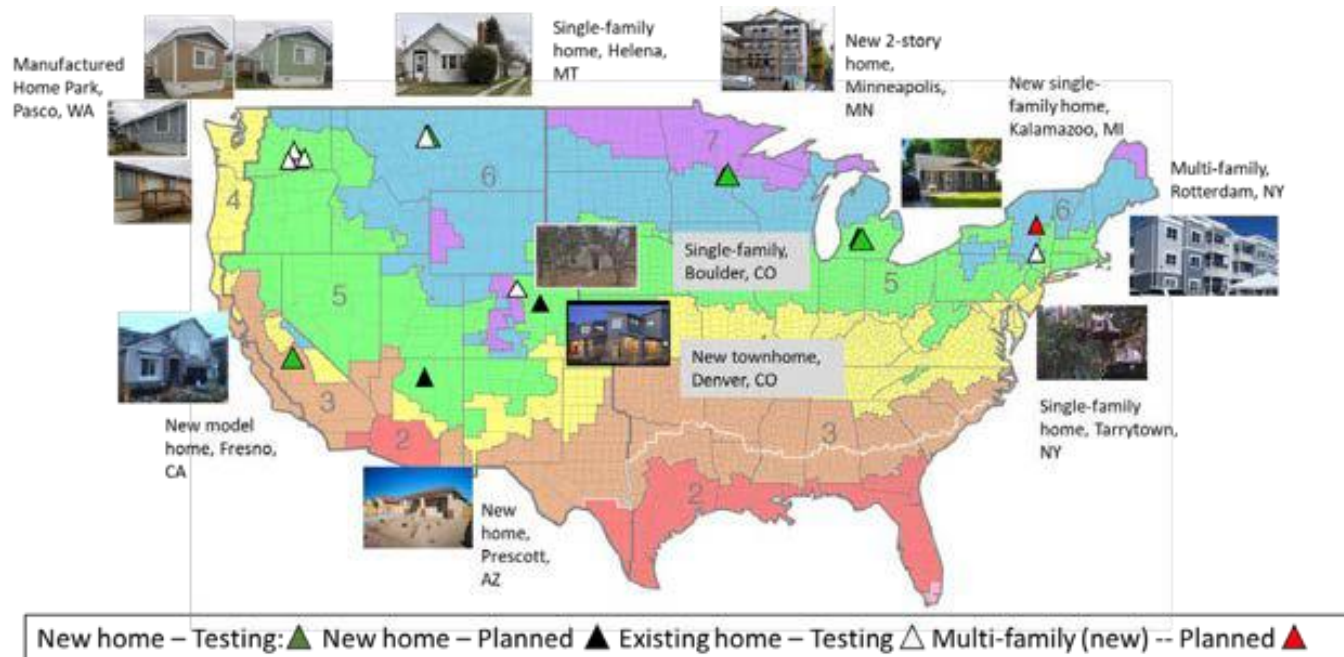 Manufactured
Home Park,
Pasco, WA
Single-family
home, Helena,
MT
New 2-story
home,
Minneapolis,
MN
New single-
family home,
Kalamazoo, MI
Multi-family,
Rotterdam, NY
4
6
7
6
5
5
3
2
3
2
Single-family,
Boulder, CO
New townhome,
Denver, CO
New model
home, Fresno,
CA
New
home,
Prescott,
AZ
Single-family
home, Tarrytown,
NY
New home – Testing: New home – Planned Existing home – Testing Multi-family (new) -- Planned